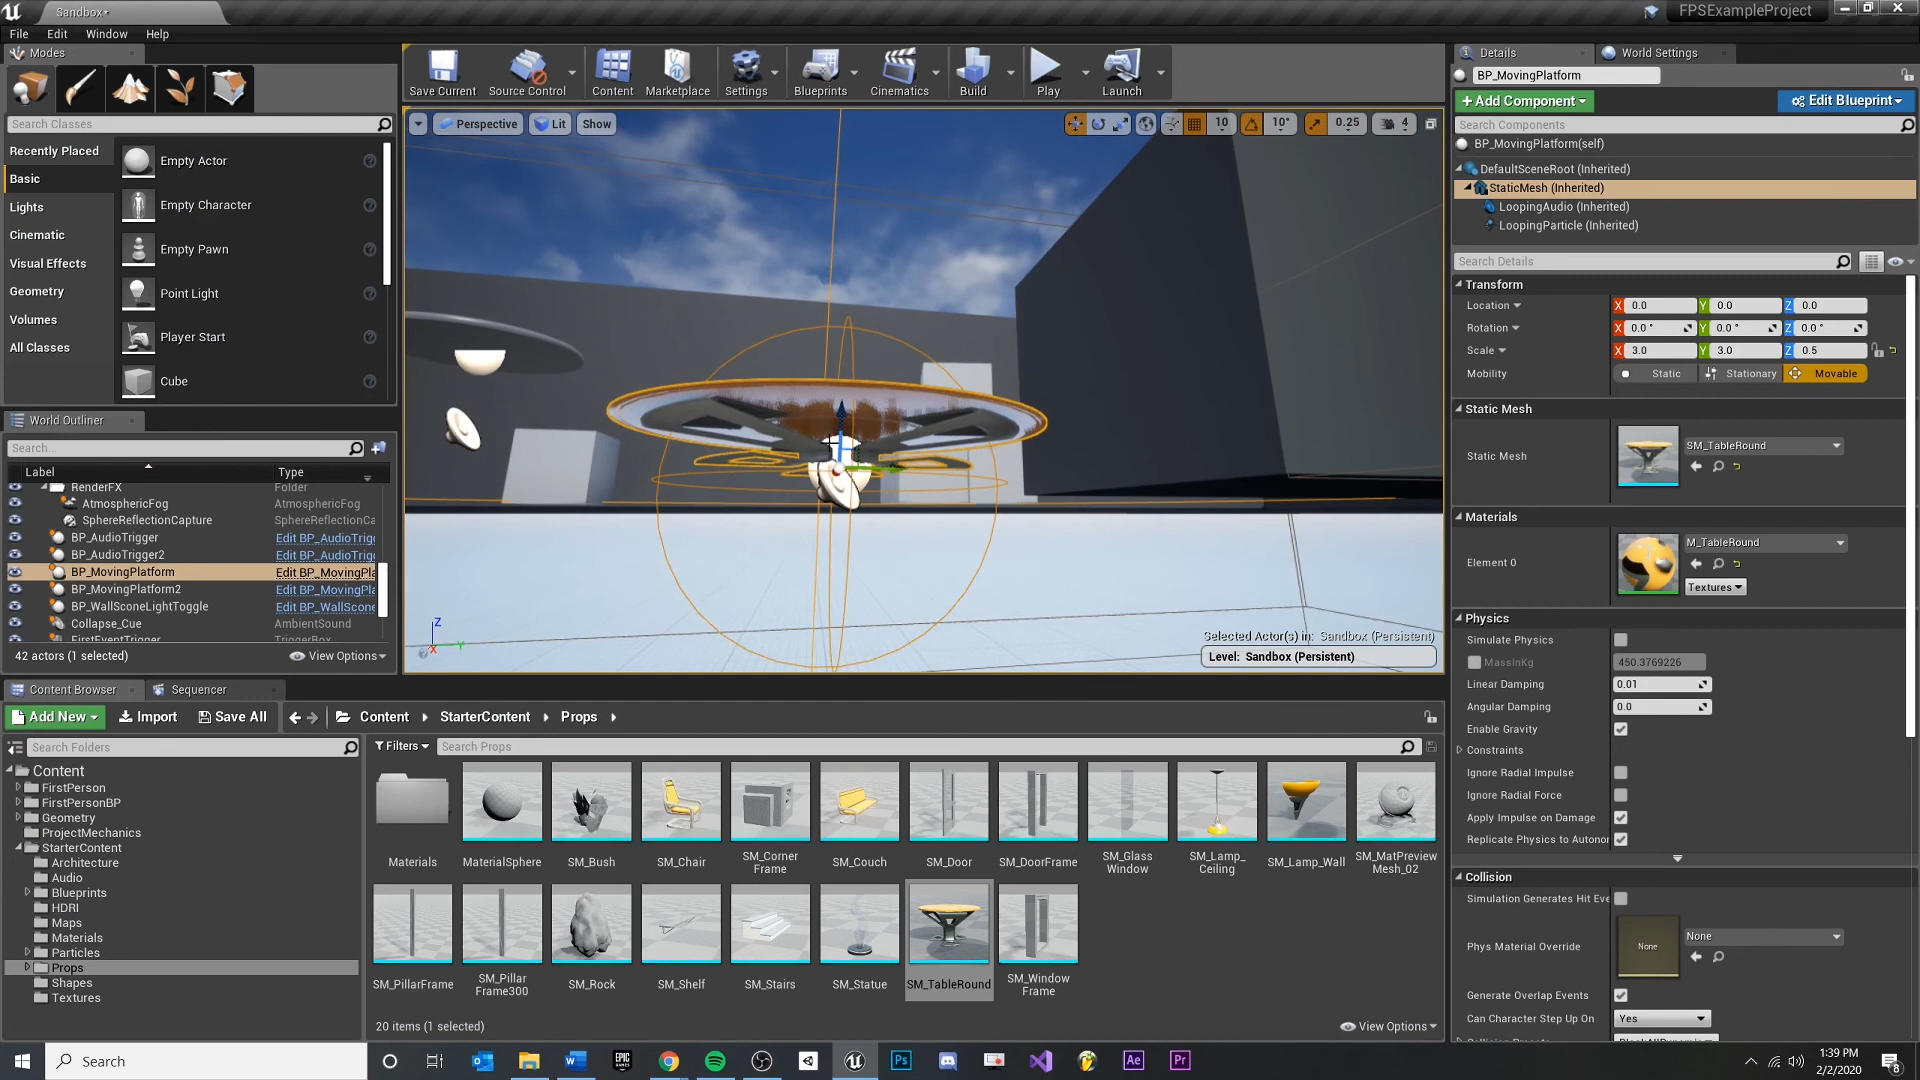 Sandbox*
FPSExampleProject
File Edit Window Help
Modes
Search Classes
Recently Placed
Basic
Lights
Cinematic
Visual Effects
Geometry
Volumes
All Classes
Empty Actor
Empty Character
Empty Pawn
Point Light
Player Start
Cube
Save Current
Source Control
Content
Marketplace
Settings
Blueprints
Cinematics
Build
Play
Launch
Perspective
Lit
Show
10
10°
0.25
4
Selected Actor(s) in: Sandbox (Persistent)
Level: Sandbox (Persistent)
Z
X
Y
World Outliner
Search...
Label Type
RenderFX Folder
AtmosphericFog AtmosphericFog
SphereReflectionCapture SphereReflectionCa
BP_AudioTrigger Edit BP_AudioTrig
BP_AudioTrigger2 Edit BP_AudioTrig
BP_MovingPlatform Edit BP_MovingPla
BP_MovingPlatform2 Edit BP_MovingPla
BP_WallSconeLightToggle Edit BP_WallScone
Collapse_Cue AmbientSound
FirstEventTrigger TriggerBox
42 actors (1 selected)
View Options
Details
World Settings
BP_MovingPlatform
+Add Component
Edit Blueprint
Search Components
BP_MovingPlatform(self)
DefaultSceneRoot (Inherited)
StaticMesh (Inherited)
LoopingAudio (Inherited)
LoopingParticle (Inherited)
Search Details
Transform
Location X 0.0 Y 0.0 Z 0.0
Rotation X 0.0 ° Y 0.0 ° Z 0.0 °
Scale X 3.0 Y 3.0 Z 0.5
Mobility Static Stationary Movable
Static Mesh
Static Mesh SM_TableRound
Materials
Element 0 M_TableRound
Textures
Physics
Simulate Physics
MassInKg 450.3769226
Linear Damping 0.01
Angular Damping 0.0
Enable Gravity
Constraints
Ignore Radial Impulse
Ignore Radial Force
Apply Impulse on Damage
Replicate Physics to Autonor
Collision
Simulation Generates Hit Eve
Phys Material Override None None
Generate Overlap Events
Can Character Step Up On Yes
Content Browser
Sequencer
Add New
Import
Save All
Content StarterContent Props
Search Folders
Filters
Search Props
Content
FirstPerson
FirstPersonBP
Geometry
ProjectMechanics
StarterContent
Architecture
Audio
Blueprints
HDRI
Maps
Materials
Particles
Props
Shapes
Textures
Materials
MaterialSphere
SM_Bush
SM_Chair
SM_Corner
Frame
SM_Couch
SM_Door
SM_DoorFrame
SM_Glass
Window
SM_Lamp_
Ceiling
SM_Lamp_Wall
SM_MatPreview
Mesh_02
SM_PillarFrame
SM_Pillar
Frame300
SM_Rock
SM_Shelf
SM_Stairs
SM_Statue
SM_TableRound
SM_Window
Frame
20 items (1 selected)
View Options
Search
EPIC
GAMES
Ps
Ae
Pr
1:39 PM
2/2/2020
8